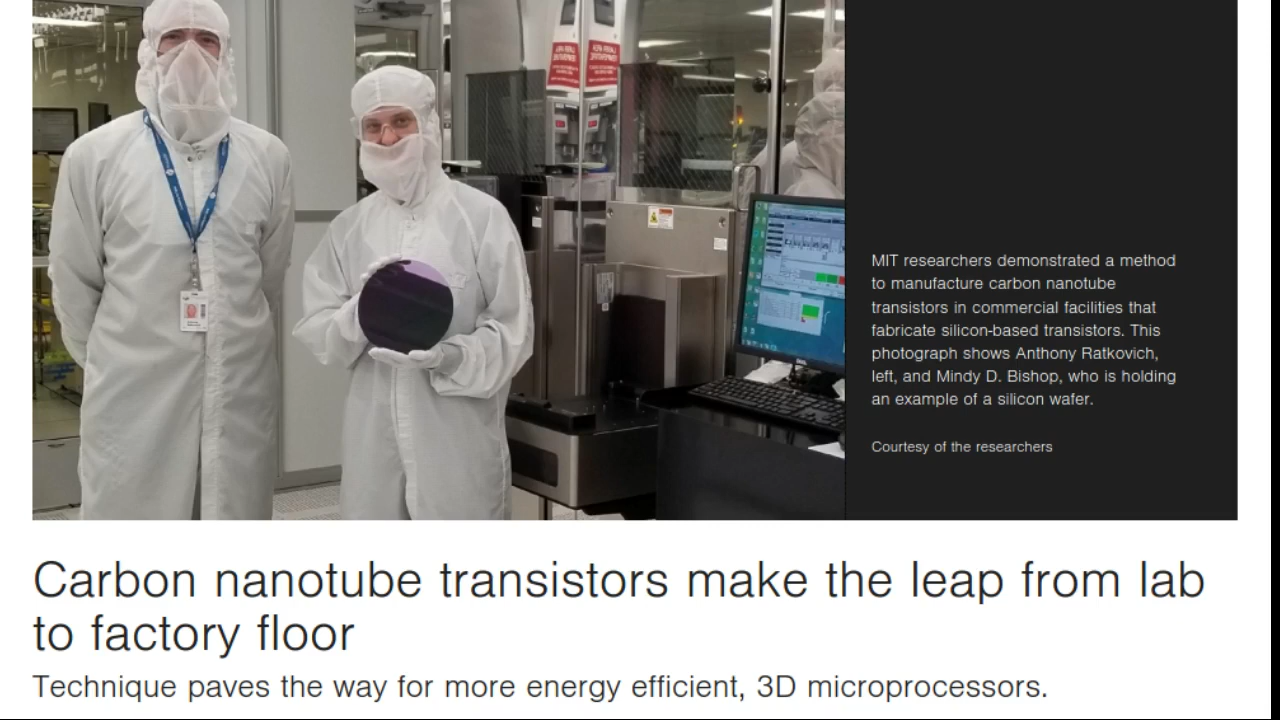 MIT researchers demonstrated a method
to manufacture carbon nanotube
transistors in commercial facilities that
fabricate silicon-based transistors. This
photograph shows Anthony Ratkovich,
left, and Mindy D. Bishop, who is holding
an example of a silicon wafer.
Courtesy of the researchers
Carbon nanotube transistors make the leap from lab
to factory floor
Technique paves the way for more energy efficient, 3D microprocessors.